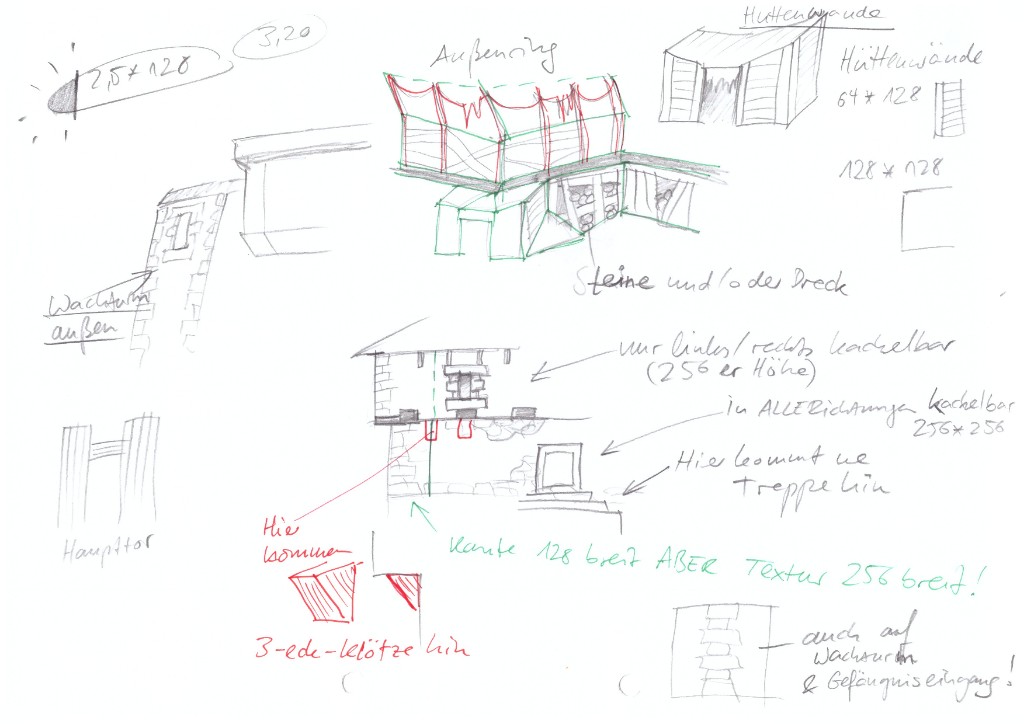 3,20
2,5 * 128
Außenring
Hüttenwände
Hüttenwände
64 * 128
128 * 128
Wachturm
außen
Steine und/oder Dreck
nur links/rechts kachelbar
(256er Höhe)
in ALLE Richtungen kachelbar
256*256
Hier kommt ne
Treppe hin
Haupttor
Hier
kommen
3-eck-klötze hin
Kante 128 breit ABER Textur 256 breit!
auch auf
Wachturm
& Gefängniseingang!